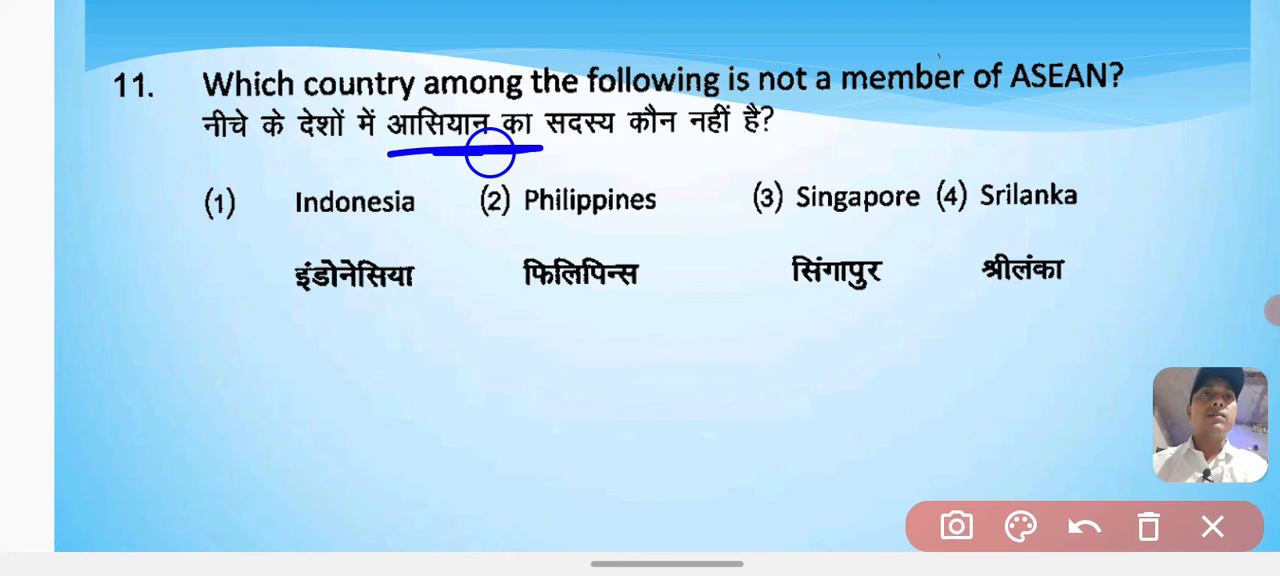 11. Which country among the following is not a member of ASEAN?
नीचे के देशों में आसियान का सदस्य कौन नहीं है?
(1) Indonesia (2) Philippines (3) Singapore (4) Srilanka
इंडोनेसिया फिलिपिन्स सिंगापुर श्रीलंका